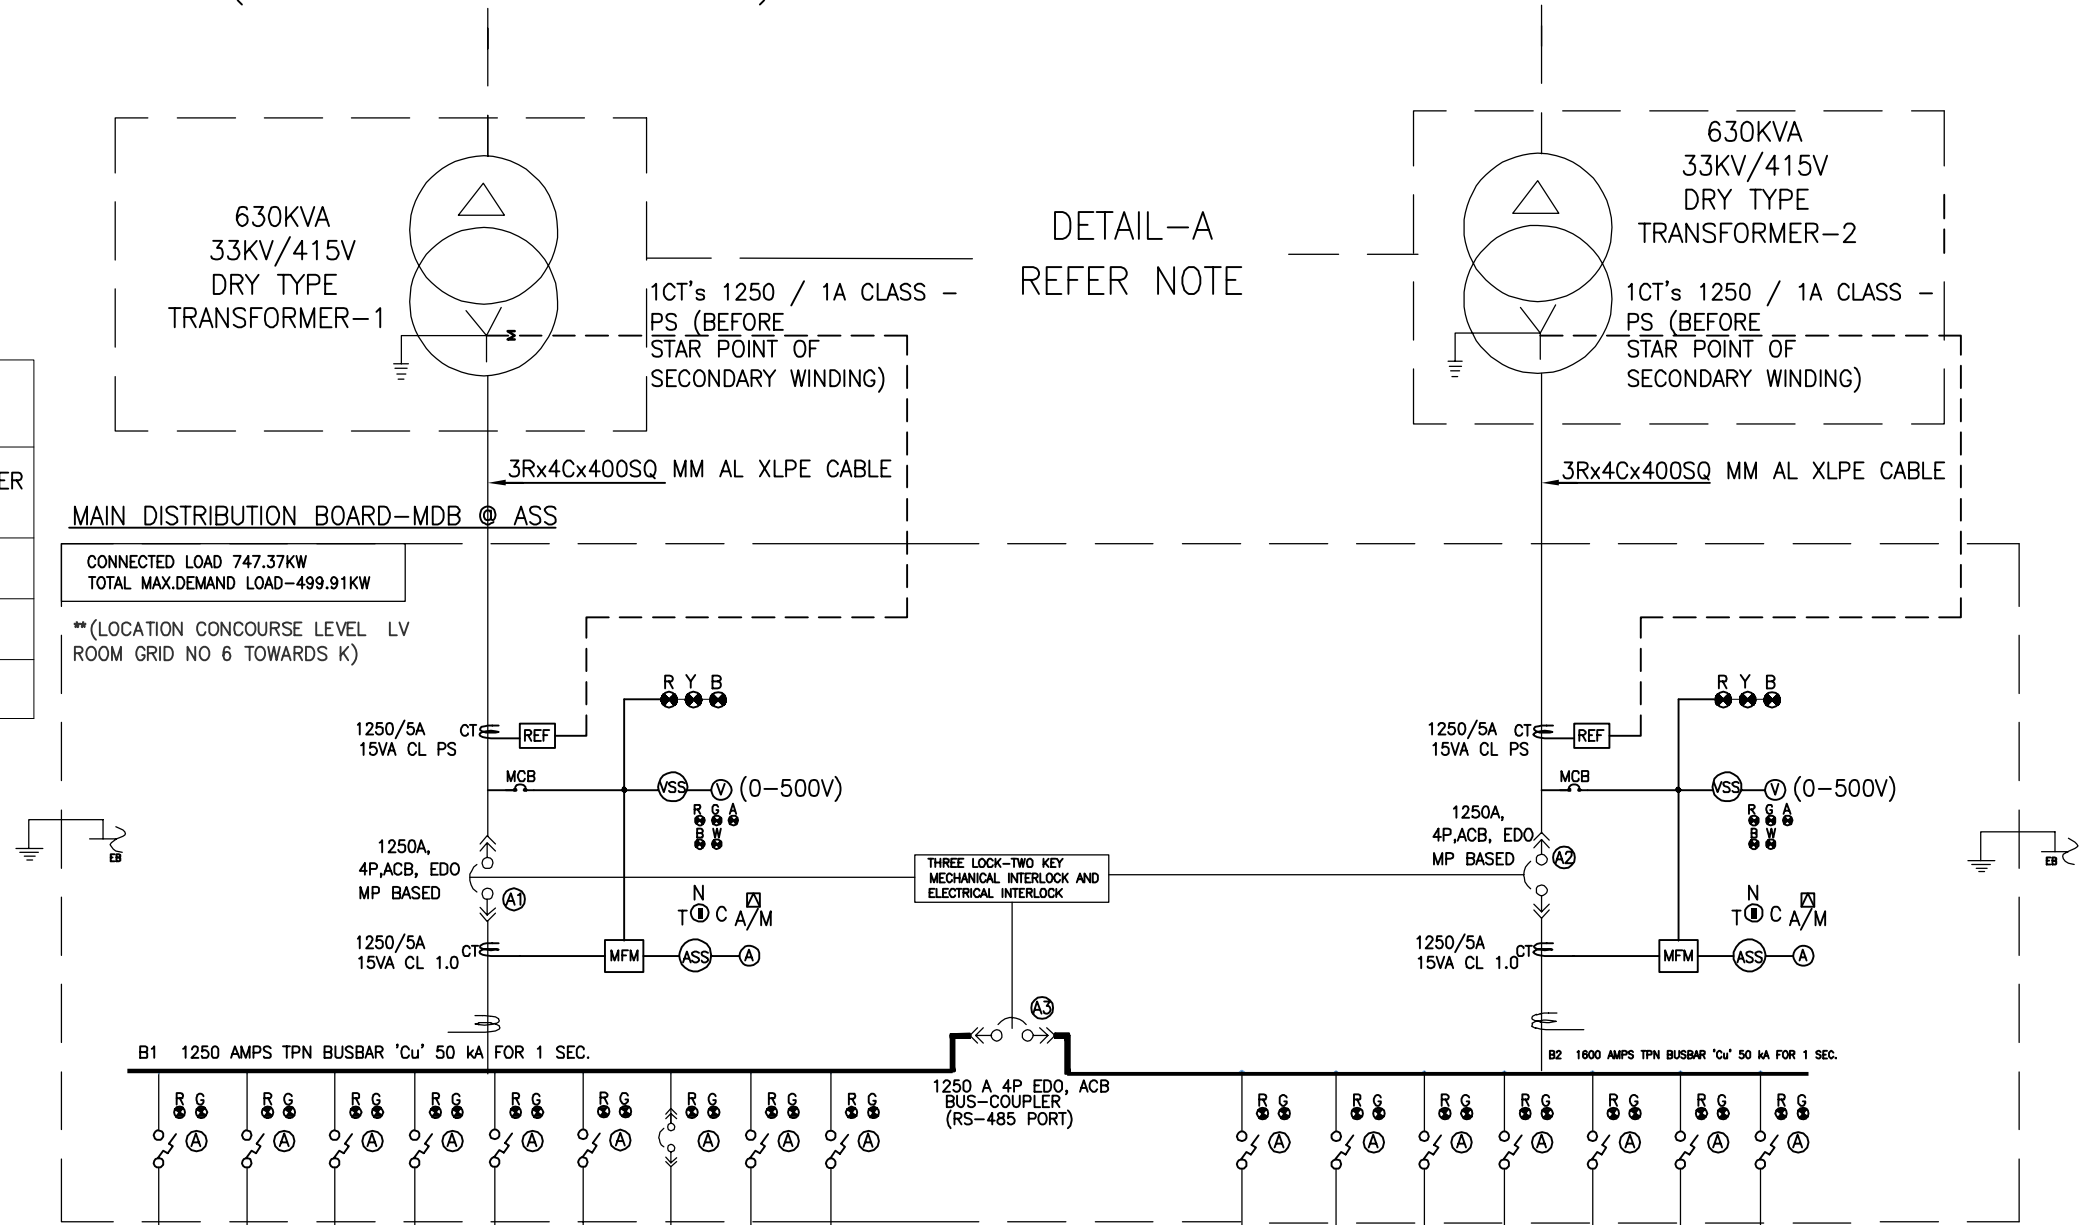 630KVA
33KV/415V
DRY TYPE
TRANSFORMER-1
1CT's 1250 / 1A CLASS -
PS (BEFORE
STAR POINT OF
SECONDARY WINDING)
DETAIL-A
REFER NOTE
630KVA
33KV/415V
DRY TYPE
TRANSFORMER-2
1CT's 1250 / 1A CLASS -
PS (BEFORE
STAR POINT OF
SECONDARY WINDING)
ER
3Rx4Cx400SQ MM AL XLPE CABLE
3Rx4Cx400SQ MM AL XLPE CABLE
MAIN DISTRIBUTION BOARD-MDB @ ASS
CONNECTED LOAD 747.37KW
TOTAL MAX.DEMAND LOAD-499.91KW
**(LOCATION CONCOURSE LEVEL LV
ROOM GRID NO 6 TOWARDS K)
R Y B
1250/5A CT
15VA CL PS
REF
MCB
VSS V (0-500V)
R G A
B W
1250A,
4P,ACB, EDO
MP BASED
A1
EB
N
T C A/M
1250/5A
15VA CL 1.0 CT
MFM ASS A
THREE LOCK-TWO KEY
MECHANICAL INTERLOCK AND
ELECTRICAL INTERLOCK
A3
R Y B
1250/5A CT
15VA CL PS
REF
MCB
VSS V (0-500V)
R G A
B W
1250A,
4P,ACB, EDO
MP BASED
A2
EB
N
T C A/M
1250/5A
15VA CL 1.0 CT
MFM ASS A
B1 1250 AMPS TPN BUSBAR 'Cu' 50 kA FOR 1 SEC.
B2 1600 AMPS TPN BUSBAR 'Cu' 50 kA FOR 1 SEC.
1250 A 4P EDO, ACB
BUS-COUPLER
(RS-485 PORT)
R G R G R G R G R G R G R G R G R G
A A A A A A A A A
R G R G R G R G R G R G R G
A A A A A A A